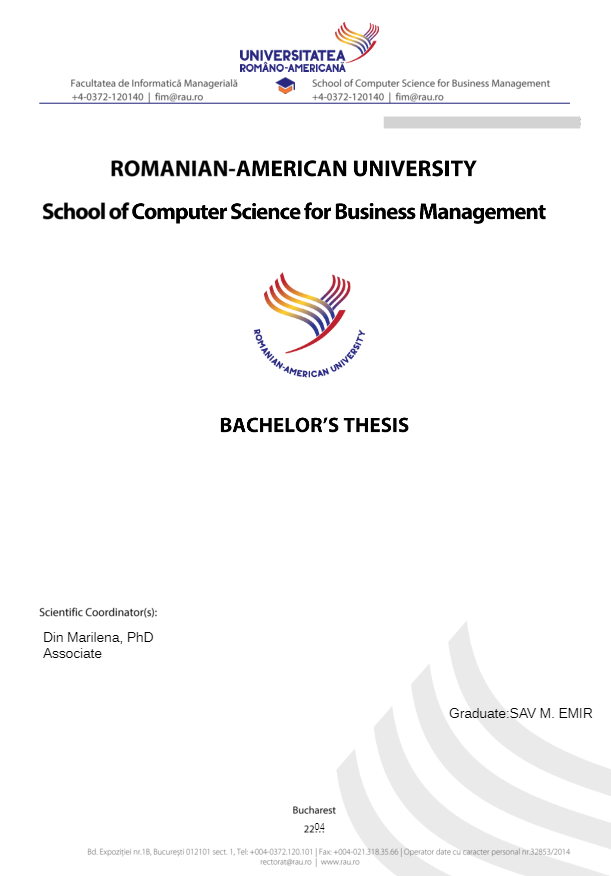 UNIVERSITATEA
ROMÂNO-AMERICANĂ
Facultatea de Informatică Managerială
+4-0372-120140 | fim@rau.ro
School of Computer Science for Business Management
+4-0372-120140 | fim@rau.ro
ROMANIAN-AMERICAN UNIVERSITY
School of Computer Science for Business Management
ROMANIAN-AMERICAN UNIVERSITY
BACHELOR'S THESIS
Scientific Coordinator(s):
Din Marilena, PhD
Associate
Graduate:SAV M. EMIR
Bucharest
2204
Bd. Expoziției nr.1B, București 012101 sect. 1, Tel: +004-0372.120.101 | Fax: +004-021.318.35.66 | Operator date cu caracter personal nr.32853/2014
rectorat@rau.ro | www.rau.ro